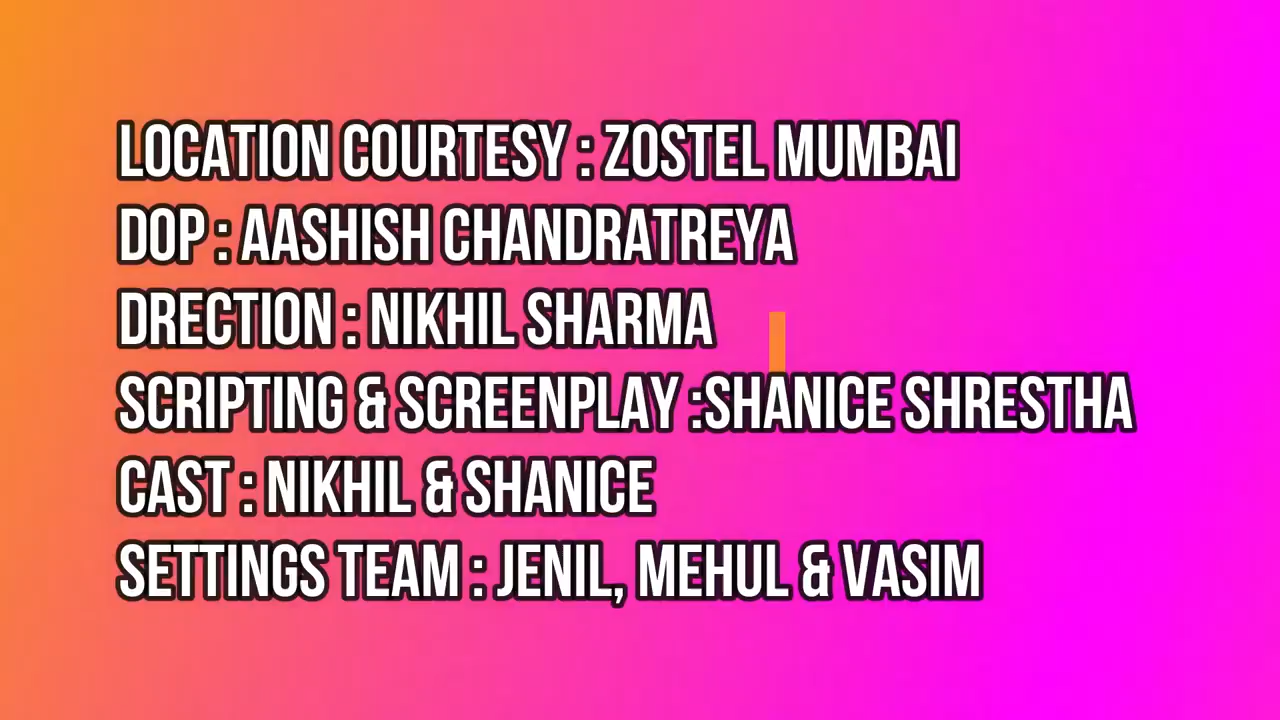 LOCATION COURTESY : ZOSTEL MUMBAI
DOP : AASHISH CHANDRATREYA
DRECTION : NIKHIL SHARMA
SCRIPTING & SCREENPLAY :SHANICE SHRESTHA
CAST : NIKHIL & SHANICE
SETTINGS TEAM : JENIL, MEHUL & VASIM